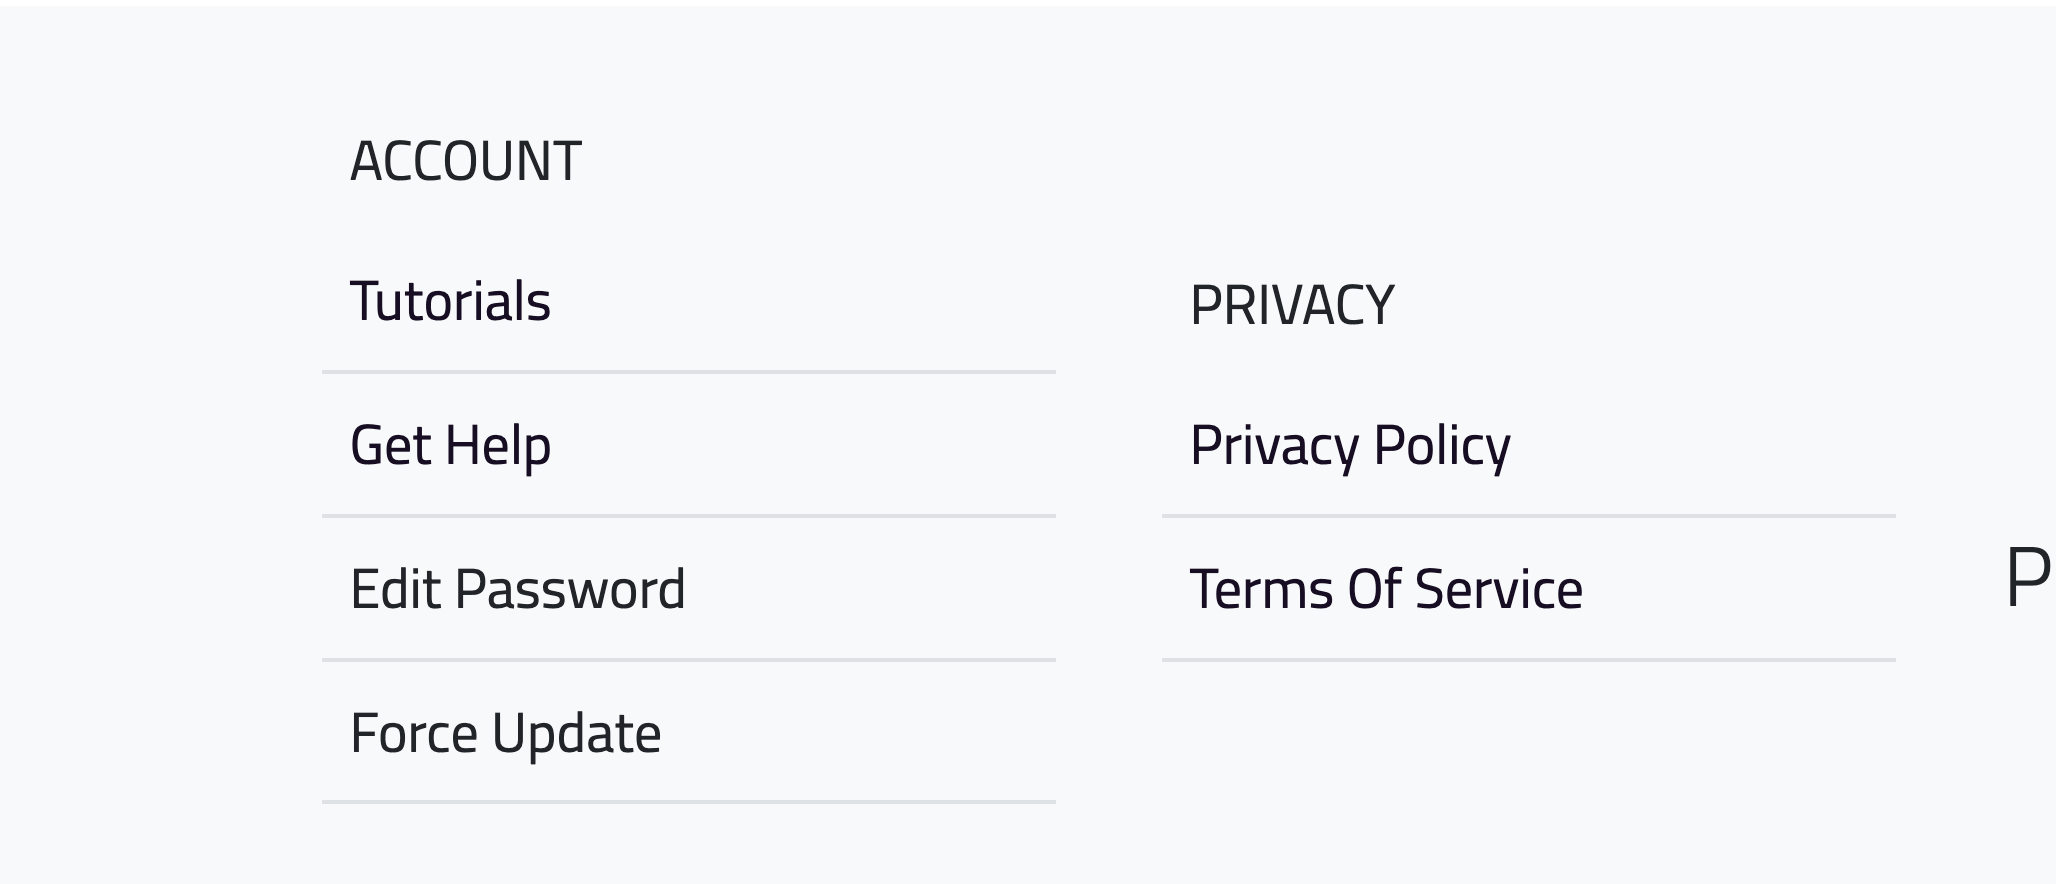 ACCOUNT
Tutorials
Get Help
Edit Password
Force Update
PRIVACY
Privacy Policy
Terms Of Service
P